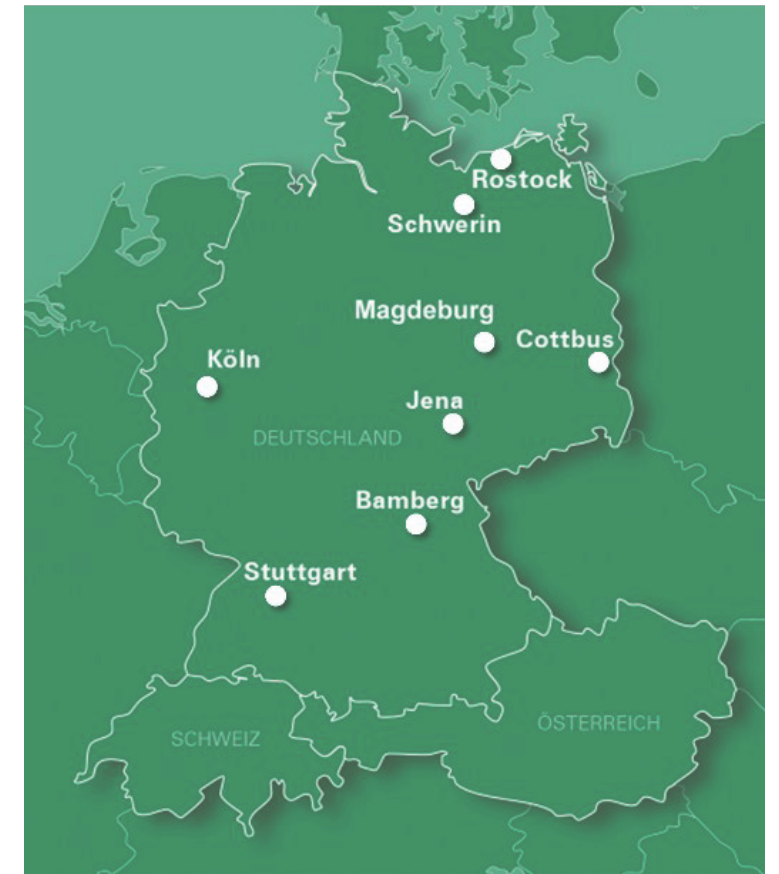 Rostock
Schwerin
Magdeburg
Cottbus
Köln
Jena
DEUTSCHLAND
Bamberg
Stuttgart
ÖSTERREICH
SCHWEIZ